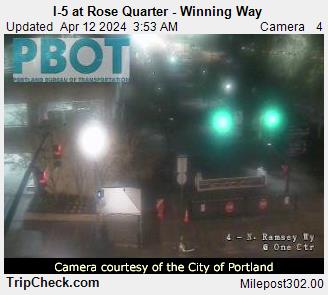 I-5 at Rose Quarter - Winning Way
Updated Apr 12 2024 3:53 AM Camera 4
PBOT
PORTLAND BUREAU OF TRANSPORTATION
4 - N. Ramsey Wy
@ One Ctr
Camera courtesy of the City of Portland
TripCheck.com Milepost302.00